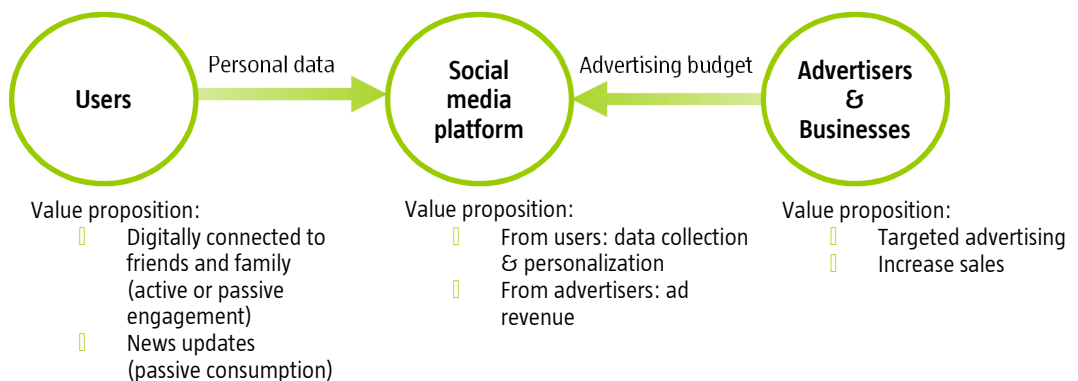 Users
Personal data
Social
media
platform
Advertising budget
Advertisers
&
Businesses
Value proposition:
Digitally connected to
friends and family
(active or passive
engagement)
News updates
(passive consumption)
Value proposition:
From users: data collection
& personalization
From advertisers: ad
revenue
Value proposition:
Targeted advertising
Increase sales